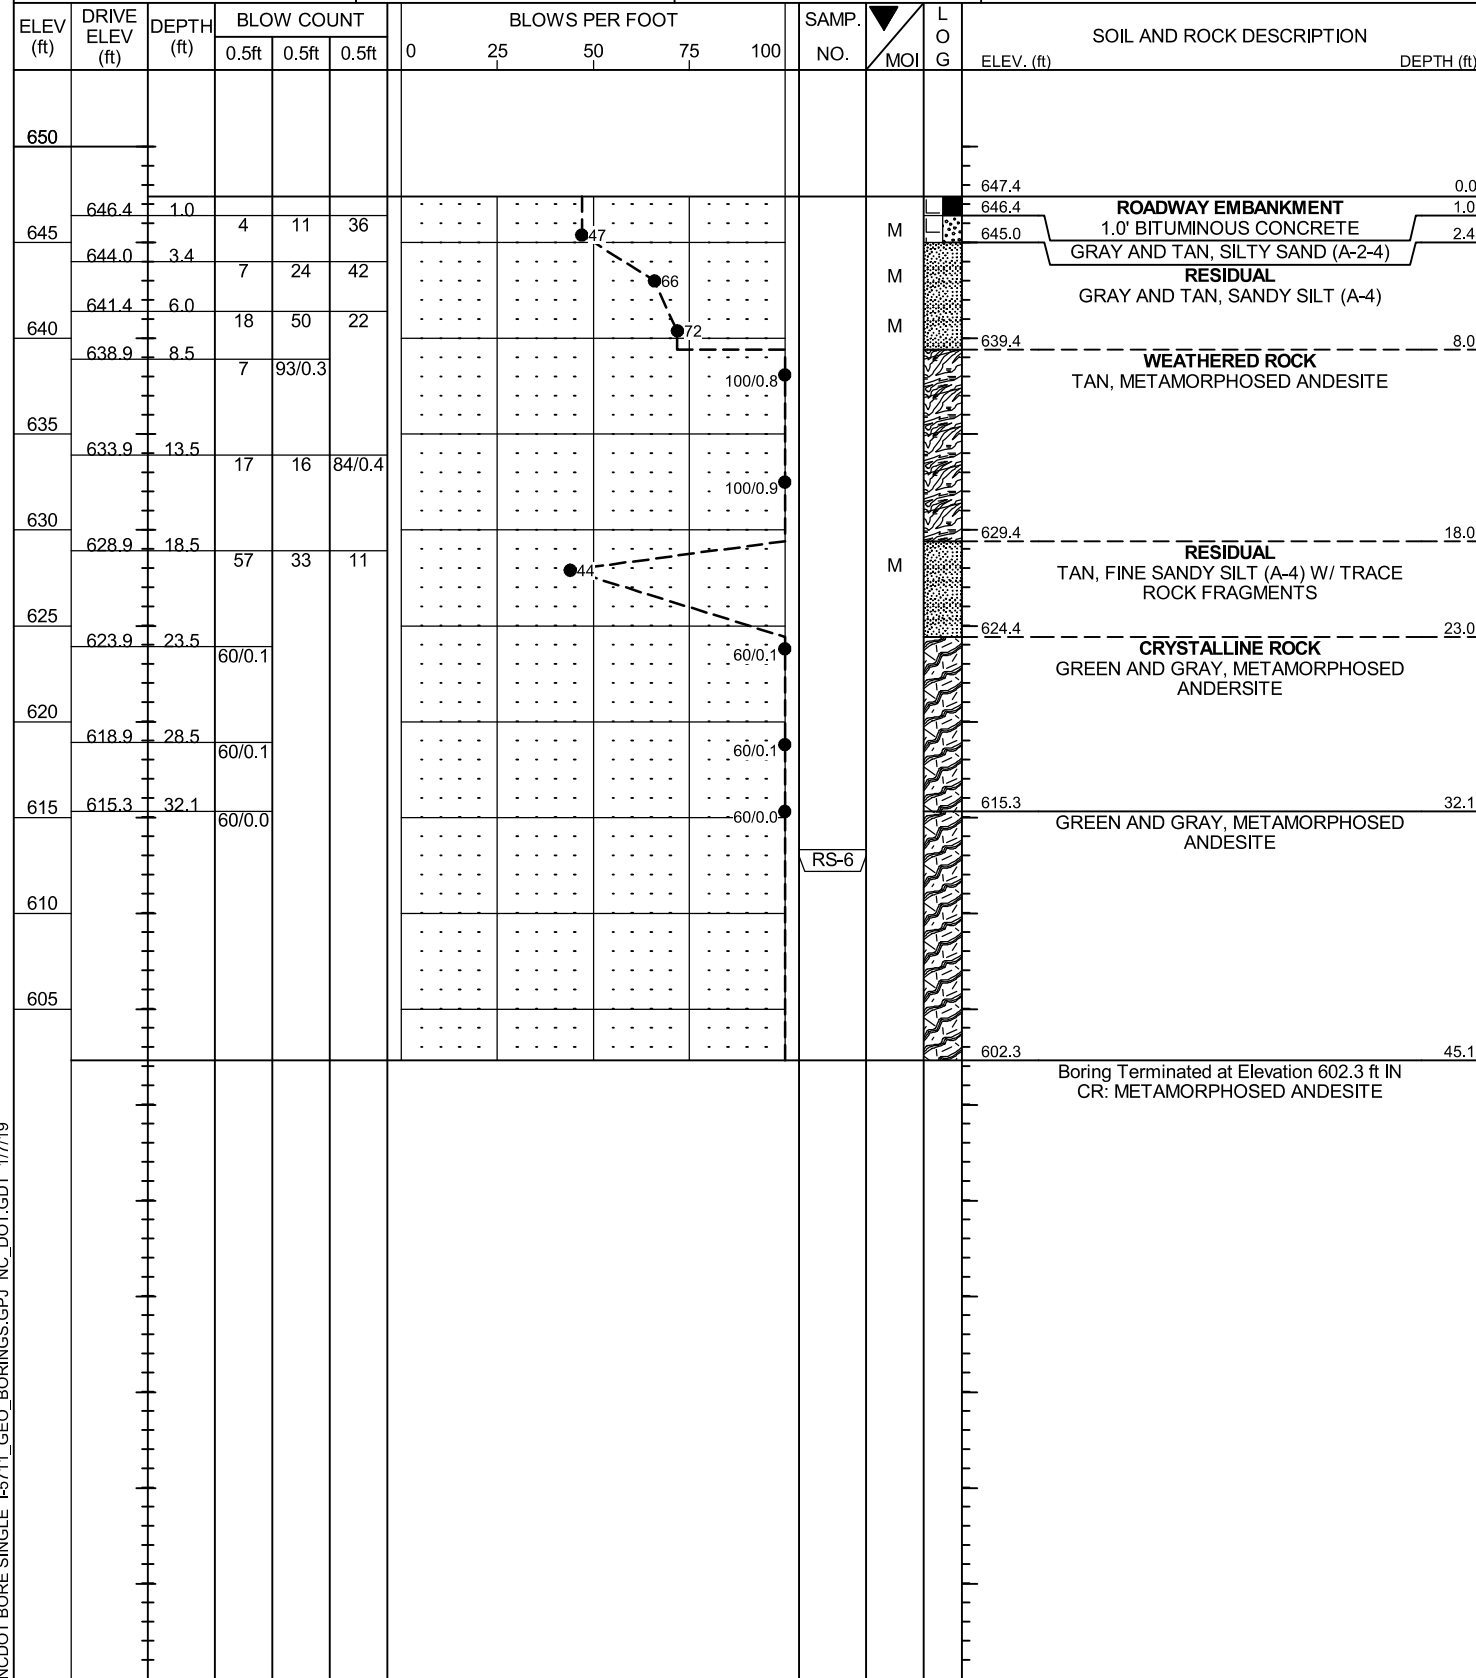 ELEV (ft)
DRIVE ELEV (ft)
DEPTH (ft)
BLOW COUNT
0.5ft 0.5ft 0.5ft
BLOWS PER FOOT
0 25 50 75 100
SAMP. NO.
MOI
L O G
SOIL AND ROCK DESCRIPTION
ELEV. (ft) DEPTH (ft)
650
647.4 0.0
646.4 1.0 4 11 36 47 M
646.4 ROADWAY EMBANKMENT 1.0
1.0' BITUMINOUS CONCRETE
645
645.0 2.4
GRAY AND TAN, SILTY SAND (A-2-4)
644.0 3.4 7 24 42 66 M
RESIDUAL
GRAY AND TAN, SANDY SILT (A-4)
641.4 6.0 18 50 22 72 M
640
639.4 8.0
638.9 8.5 7 93/0.3 100/0.8
WEATHERED ROCK
TAN, METAMORPHOSED ANDESITE
635
633.9 13.5 17 16 84/0.4 100/0.9
630
629.4 18.0
628.9 18.5 57 33 11 44 M
RESIDUAL
TAN, FINE SANDY SILT (A-4) W/ TRACE
ROCK FRAGMENTS
625
624.4 23.0
623.9 23.5 60/0.1 60/0.1
CRYSTALLINE ROCK
GREEN AND GRAY, METAMORPHOSED
ANDERSITE
620
618.9 28.5 60/0.1 60/0.1
615
615.3 32.1 60/0.0 60/0.0
615.3 32.1
GREEN AND GRAY, METAMORPHOSED
ANDESITE
RS-6
610
605
602.3 45.1
Boring Terminated at Elevation 602.3 ft IN
CR: METAMORPHOSED ANDESITE
NCDOT BORE SINGLE I-5711_GEO_BORINGS.GPJ NC_DOT.GDT 1/7/19